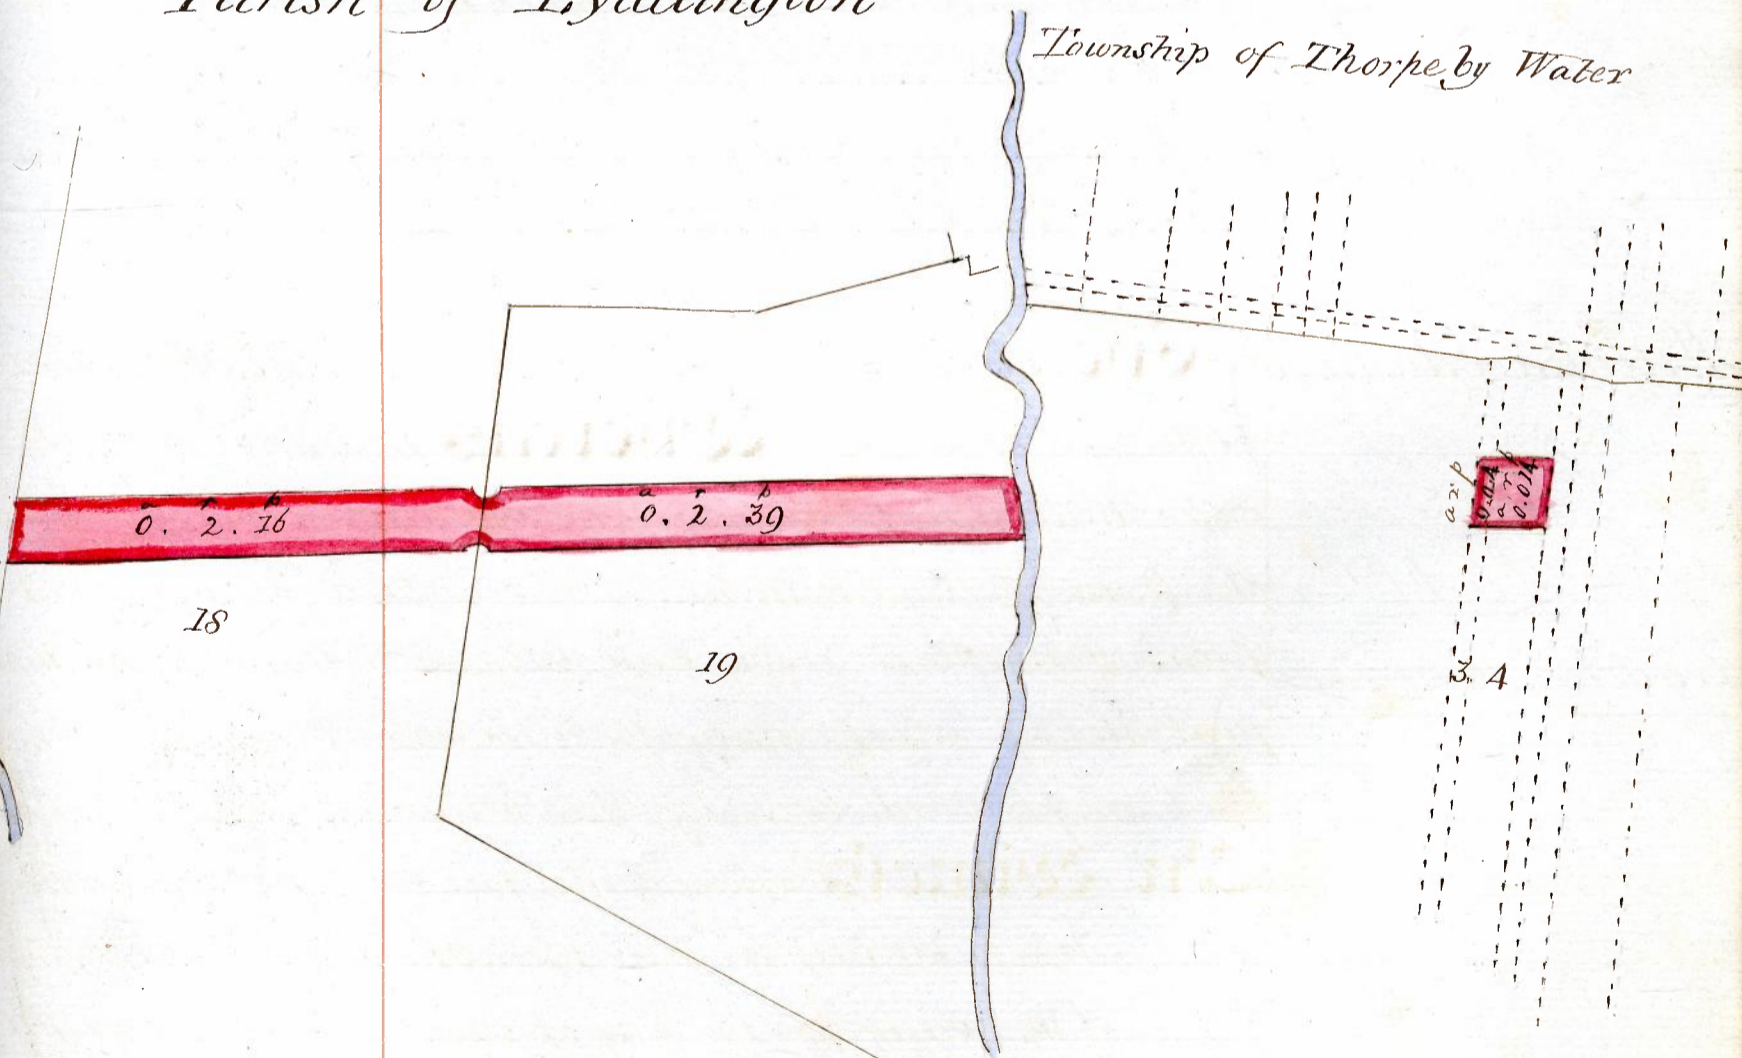 Parish of Lyddington
Township of Thorpe by Water
a r p
0. 2. 16
a r p
0. 2. 39
a r p
0.0.4
a r p
0.0.14
18
19
3. 4